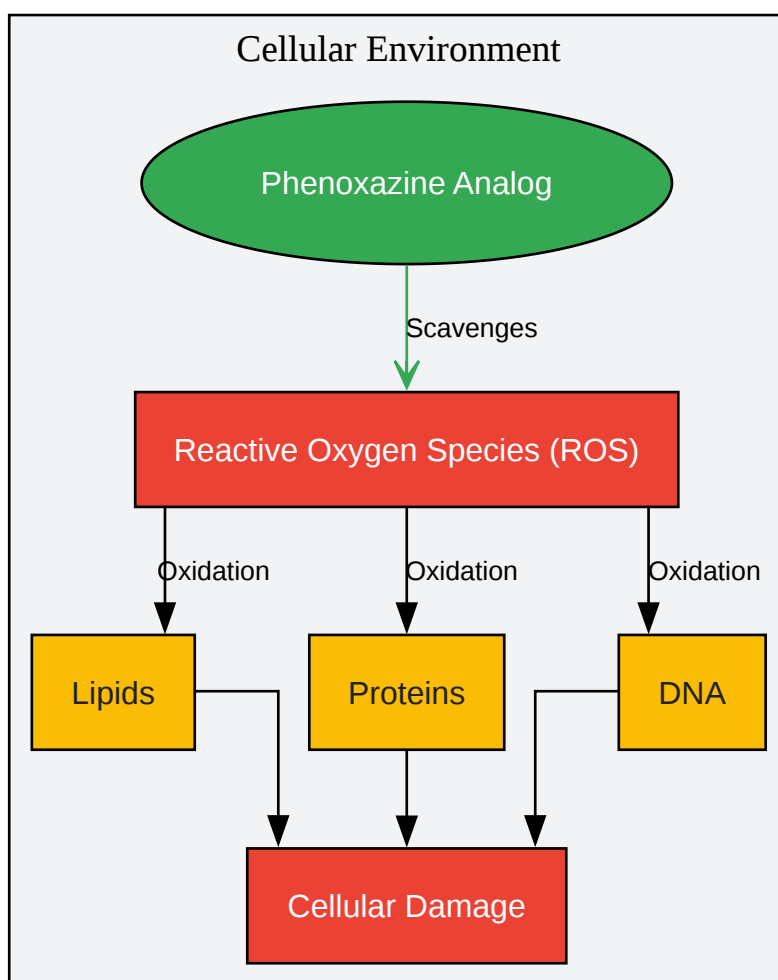 Cellular Environment
Phenoxazine Analog
Scavenges
Reactive Oxygen Species (ROS)
Oxidation
Oxidation
Oxidation
Lipids
Proteins
DNA
Cellular Damage